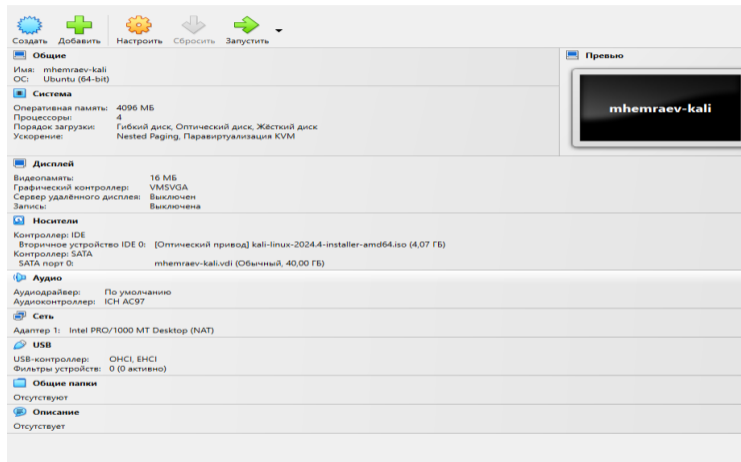 Создать Добавить Настроить Сбросить Запустить
Общие
Имя: mhemraev-kali
ОС: Ubuntu (64-bit)
Превью
mhemraev-kali
Система
Оперативная память: 4096 МБ
Процессоры: 4
Порядок загрузки: Гибкий диск, Оптический диск, Жёсткий диск
Ускорение: Nested Paging, Паравиртуализация KVM
Дисплей
Видеопамять: 16 МБ
Графический контроллер: VMSVGA
Сервер удалённого дисплея: Выключен
Запись: Выключена
Носители
Контроллер: IDE
Вторичное устройство IDE 0: [Оптический привод] kali-linux-2024.4-installer-amd64.iso (4,07 ГБ)
Контроллер: SATA
SATA порт 0: mhemraev-kali.vdi (Обычный, 40,00 ГБ)
Аудио
Аудиодрайвер: По умолчанию
Аудиоконтроллер: ICH AC97
Сеть
Адаптер 1: Intel PRO/1000 MT Desktop (NAT)
USB
USB-контроллер: OHCI, EHCI
Фильтры устройств: 0 (0 активно)
Общие папки
Отсутствуют
Описание
Отсутствует